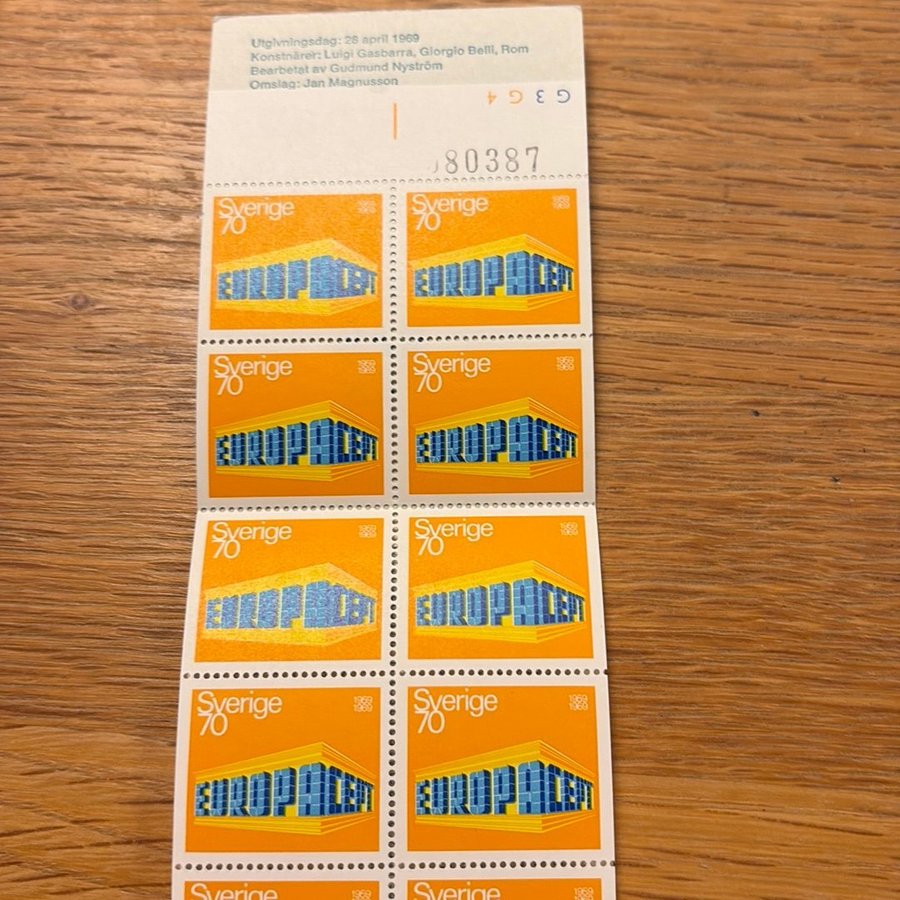 Utgivningsdag: 28 april 1969
Konstnärer: Luigi Gasbarra, Giorgio Belli, Rom
Bearbetat av Gudmund Nyström
Omslag: Jan Magnusson
G 3 G 4
080387
Sverige 1959
70 1969
EUROPA CEPT
Sverige 1959
70 1969
EUROPA CEPT
Sverige 1959
70 1969
EUROPA CEPT
Sverige 1959
70 1969
EUROPA CEPT
Sverige 1959
70 1969
EUROPA CEPT
Sverige 1959
70 1969
EUROPA CEPT
Sverige 1959
70 1969
EUROPA CEPT
Sverige 1959
70 1969
EUROPA CEPT
Sverige 1959
Sverige 1959